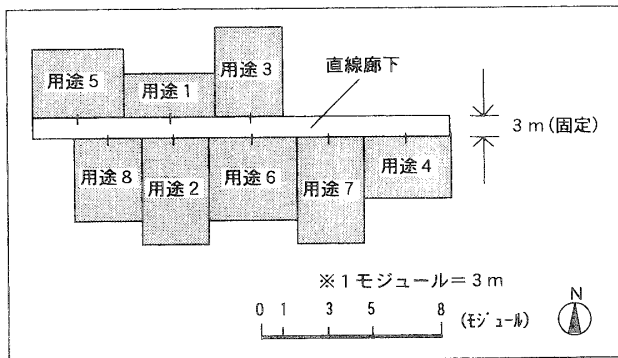 用途3
直線廊下
用途5
用途1
3 m (固定)
用途8
用途2
用途6
用途7
用途4
※1モジュール=3 m
0 1 3 5 8 (モジュール)
N